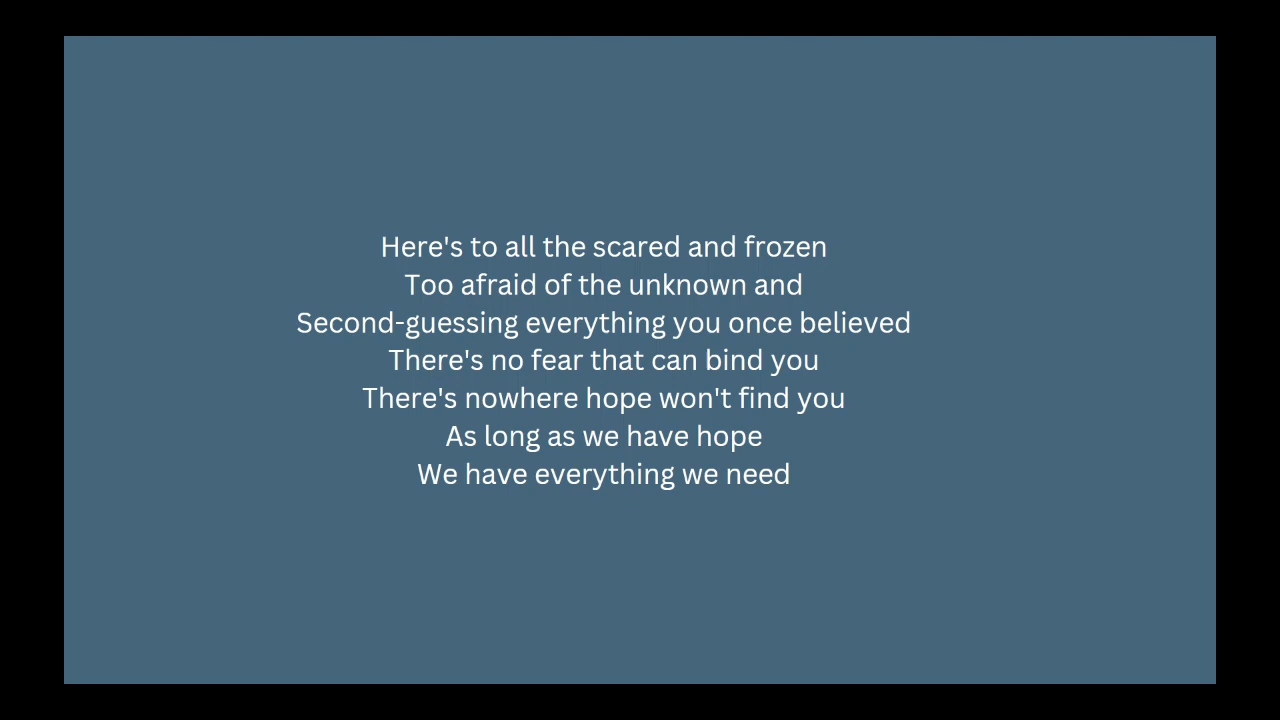 Here's to all the scared and frozen
Too afraid of the unknown and
Second-guessing everything you once believed
There's no fear that can bind you
There's nowhere hope won't find you
As long as we have hope
We have everything we need